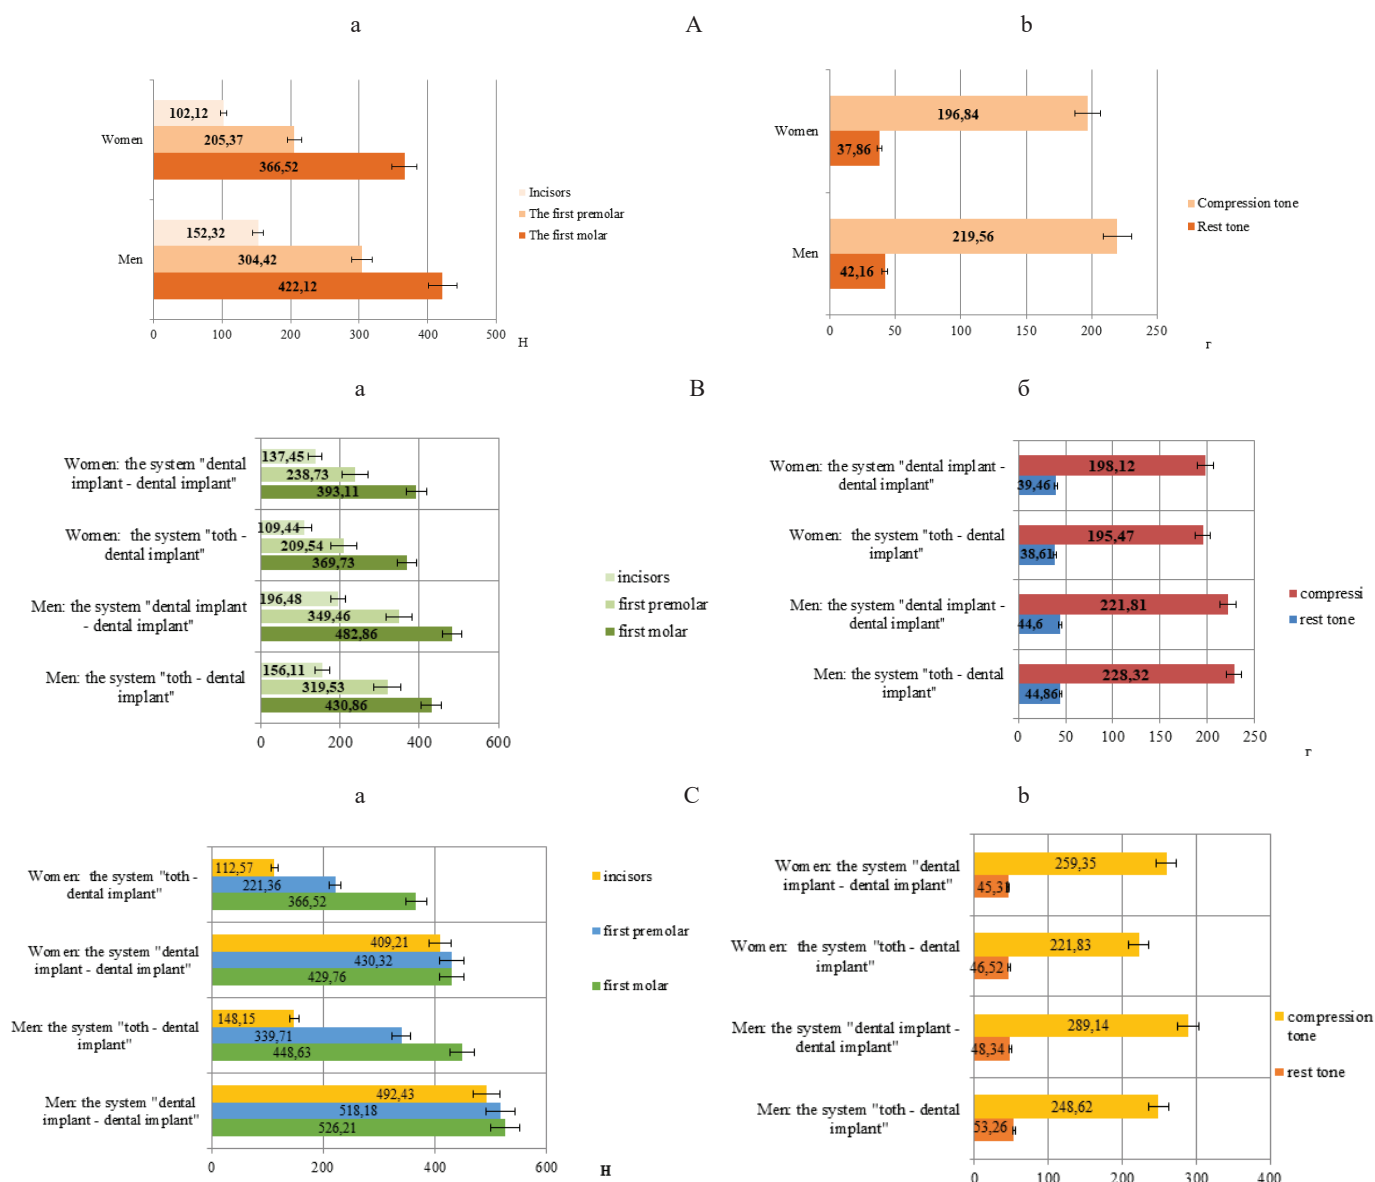 a A b
102,12
Women
205,37
366,52
152,32
Men
304,42
422,12
0 100 200 300 400 500
H
Incisors
The first premolar
The first molar
196,84
Women
37,86
219,56
Men
42,16
0 50 100 150 200 250
г
Compression tone
Rest tone
a B б
Women: the system "dental
implant - dental implant"
137,45
238,73
393,11
Women: the system "toth -
dental implant"
109,44
209,54
369,73
Men: the system "dental implant
- dental implant"
196,48
349,46
482,86
Men: the system "toth - dental
implant"
156,11
319,53
430,86
0 200 400 600
incisors
first premolar
first molar
Women: the system "dental implant -
dental implant"
198,12
39,46
Women: the system "toth - dental
implant"
195,47
38,61
Men: the system "dental implant -
dental implant"
221,81
44,6
Men: the system "toth - dental
implant"
228,32
44,86
0 50 100 150 200 250
г
compressi
rest tone
a C b
Women: the system "toth -
dental implant"
112,57
221,36
366,52
Women: the system "dental
implant - dental implant"
409,21
430,32
429,76
Men: the system "toth - dental
implant"
148,15
339,71
448,63
Men: the system "dental
implant - dental implant"
492,43
518,18
526,21
0 200 400 600
H
incisors
first premolar
first molar
Women: the system "dental
implant - dental implant"
259,35
45,3
Women: the system "toth - dental
implant"
221,83
46,52
Men: the system "dental implant -
dental implant"
289,14
48,34
Men: the system "toth - dental
implant"
248,62
53,26
0 100 200 300 400
compression
tone
rest tone